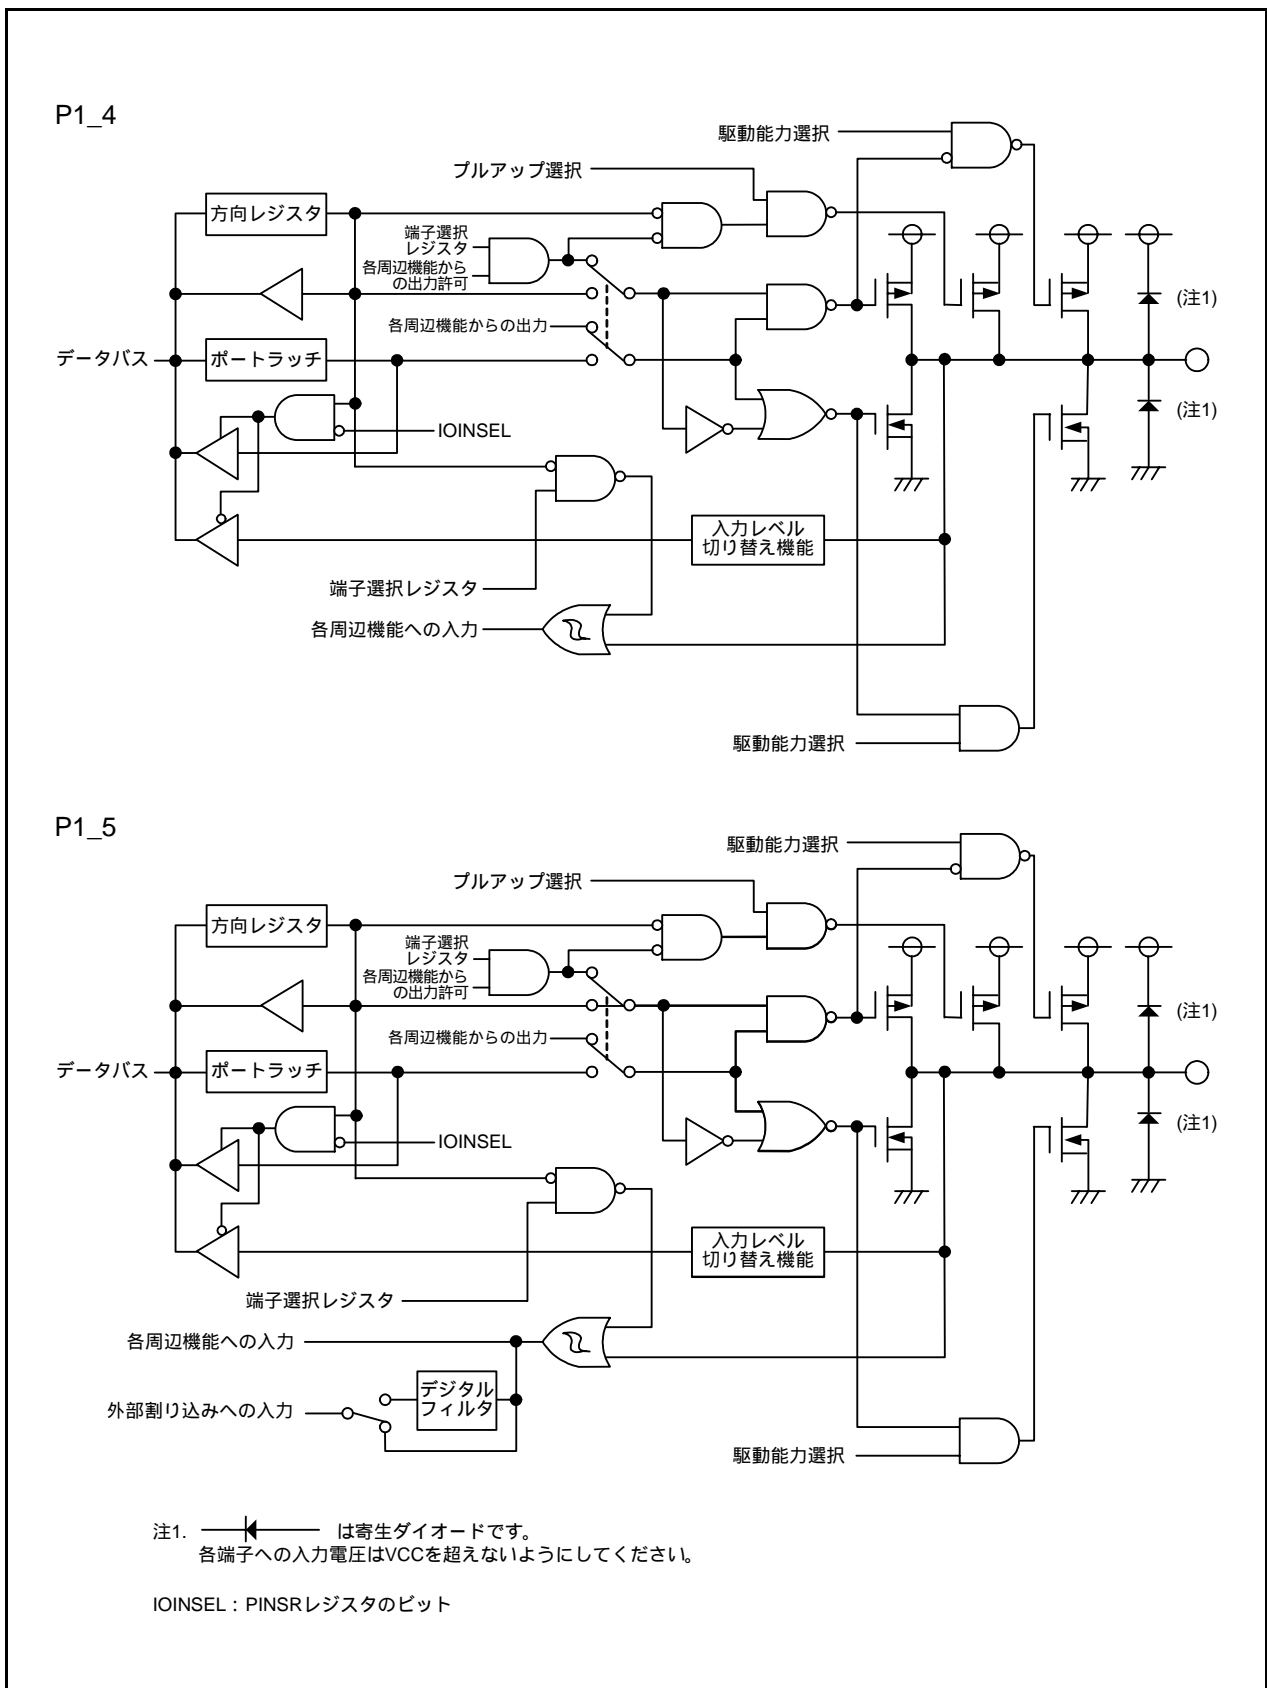 P1_4
駆動能力選択
プルアップ選択
方向レジスタ
端子選択
レジスタ
各周辺機能から
の出力許可
(注1)
各周辺機能からの出力
データバス
ポートラッチ
(注1)
IOINSEL
入力レベル
切り替え機能
端子選択レジスタ
各周辺機能への入力
駆動能力選択
P1_5
駆動能力選択
プルアップ選択
方向レジスタ
端子選択
レジスタ
各周辺機能から
の出力許可
(注1)
各周辺機能からの出力
データバス
ポートラッチ
(注1)
IOINSEL
入力レベル
切り替え機能
端子選択レジスタ
各周辺機能への入力
デジタル
フィルタ
外部割り込みへの入力
駆動能力選択
注1. は寄生ダイオードです。
各端子への入力電圧はVCCを超えないようにしてください。
IOINSEL：PINSRレジスタのビット